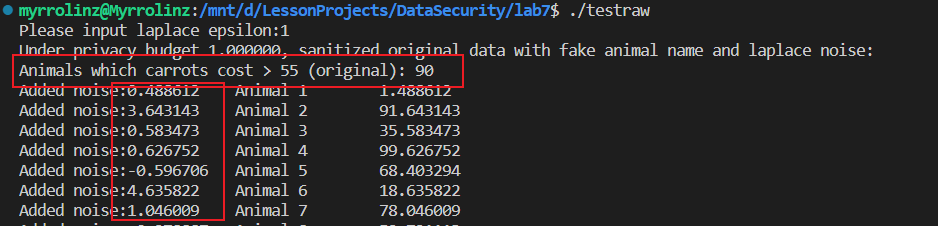 myrrolinz@Myrrolinz:/mnt/d/LessonProjects/DataSecurity/lab7$ ./testraw
Please input laplace epsilon:1
Under privacy budget 1.000000, sanitized original data with fake animal name and laplace noise:
Animals which carrots cost > 55 (original): 90
Added noise:0.488612 Animal 1 1.488612
Added noise:3.643143 Animal 2 91.643143
Added noise:0.583473 Animal 3 35.583473
Added noise:0.626752 Animal 4 99.626752
Added noise:-0.596706 Animal 5 68.403294
Added noise:4.635822 Animal 6 18.635822
Added noise:1.046009 Animal 7 78.046009